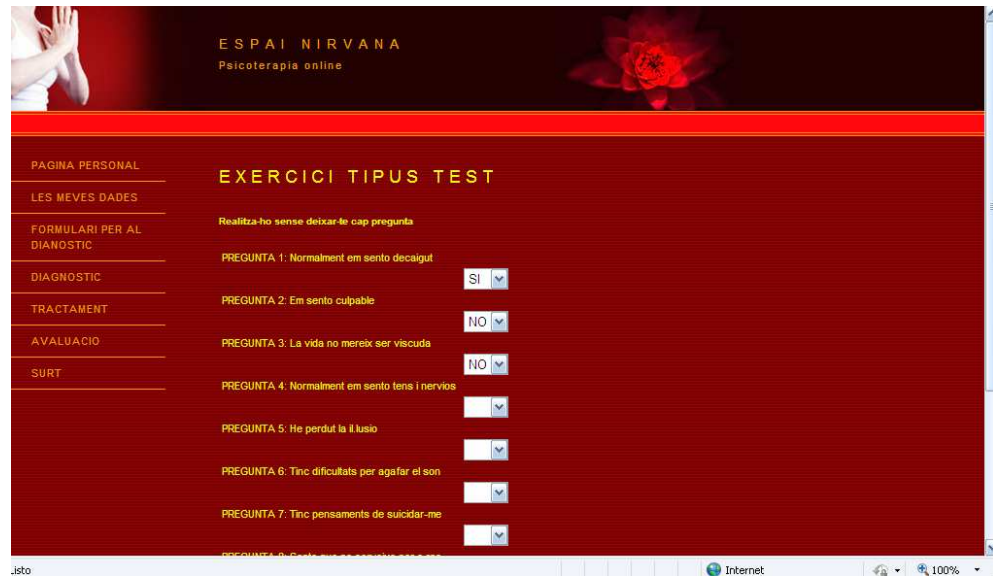 ESPAI NIRVANA
Psicoterapia online
PAGINA PERSONAL
LES MEVES DADES
FORMULARI PER AL
DIANOSTIC
DIAGNOSTIC
TRACTAMENT
AVALUACIO
SURT
EXERCICI TIPUS TEST
Realitza-ho sense deixar-te cap pregunta
PREGUNTA 1: Normalment em sento decaigut
SI
PREGUNTA 2: Em sento culpable
NO
PREGUNTA 3: La vida no mereix ser viscuda
NO
PREGUNTA 4: Normalment em sento tens i nervios
PREGUNTA 5: He perdut la il.lusio
PREGUNTA 6: Tinc dificultats per agafar el son
PREGUNTA 7: Tinc pensaments de suicidar-me
Internet
100%